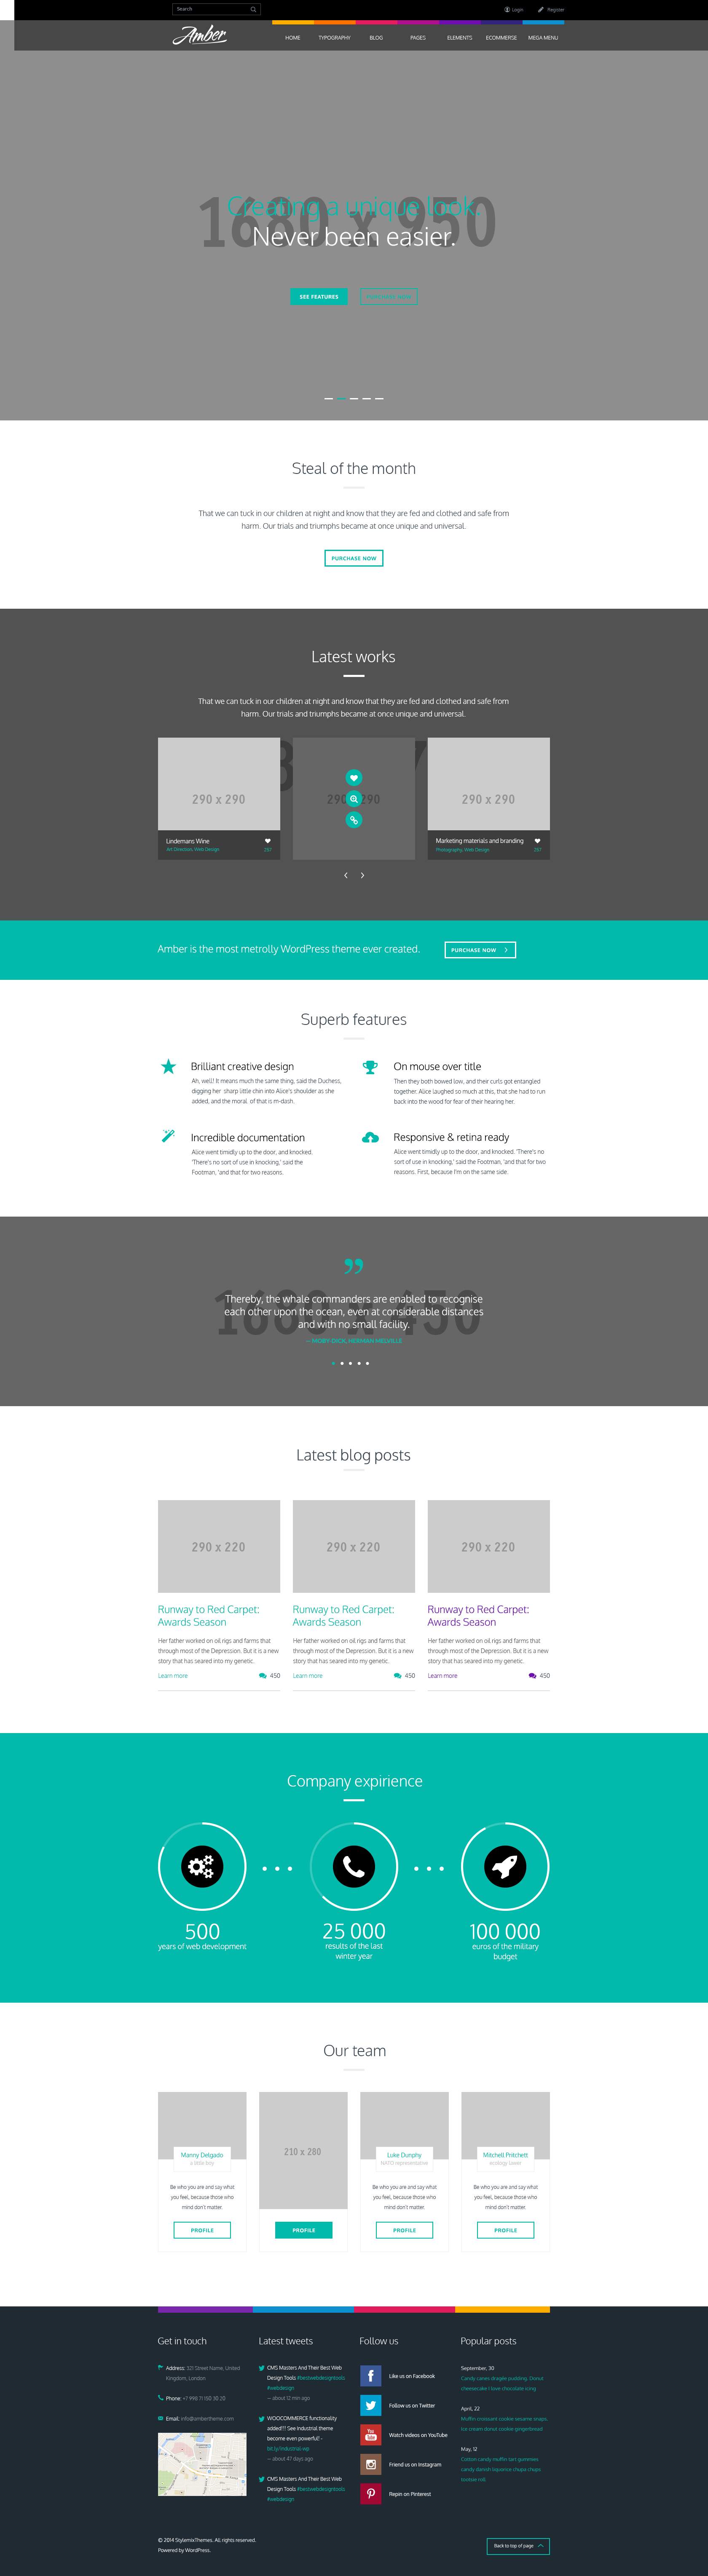 Search
Login
Register
Amber
HOME
TYPOGRAPHY
BLOG
PAGES
ELEMENTS
ECOMMERSE
MEGA MENU
1680 x 950
Creating a unique look.
Never been easier.
SEE FEATURES
Steal of the month
That we can tuck in our children at night and know that they are fed and clothed and safe from
harm. Our trials and triumphs became at once unique and universal.
PURCHASE NOW
Latest works
That we can tuck in our children at night and know that they are fed and clothed and safe from
harm. Our trials and triumphs became at once unique and universal.
290 x 290
290 x 290
290 x 290
Lindemans Wine
Art Direction, Web Design
257
Marketing materials and branding
Photography, Web Design
257
Amber is the most metrolly WordPress theme ever created.
PURCHASE NOW
Superb features
Brilliant creative design
Ah, well! It means much the same thing, said the Duchess,
digging her sharp little chin into Alice's shoulder as she
added, and the moral of that is m-dash.
On mouse over title
Then they both bowed low, and their curls got entangled
together. Alice laughed so much at this, that she had to run
back into the wood for fear of their hearing her.
Incredible documentation
Alice went timidly up to the door, and knocked.
'There's no sort of use in knocking,' said the
Footman, 'and that for two reasons.
Responsive & retina ready
Alice went timidly up to the door, and knocked. 'There's no
sort of use in knocking,' said the Footman, 'and that for two
reasons. First, because I'm on the same side.
1680 x 450
Thereby, the whale commanders are enabled to recognise
each other upon the ocean, even at considerable distances
and with no small facility.
— MOBY-DICK, HERMAN MELVILLE
Latest blog posts
290 x 220
290 x 220
290 x 220
Runway to Red Carpet:
Awards Season
Her father worked on oil rigs and farms that
through most of the Depression. But it is a new
story that has seared into my genetic.
Learn more
450
Runway to Red Carpet:
Awards Season
Her father worked on oil rigs and farms that
through most of the Depression. But it is a new
story that has seared into my genetic.
Learn more
450
Runway to Red Carpet:
Awards Season
Her father worked on oil rigs and farms that
through most of the Depression. But it is a new
story that has seared into my genetic.
Learn more
450
Company expirience
500
years of web development
25 000
results of the last
winter year
100 000
euros of the military
budget
Our team
Manny Delgado
a little boy
Be who you are and say what
you feel, because those who
mind don't matter.
PROFILE
210 x 280
PROFILE
Luke Dunphy
NATO representative
Be who you are and say what
you feel, because those who
mind don't matter.
PROFILE
Mitchell Pritchett
ecology lawer
Be who you are and say what
you feel, because those who
mind don't matter.
PROFILE
Get in touch
Address: 321 Street Name, United
Kingdom, London
Phone: +7 998 71 150 30 20
Email: info@ambertheme.com
Latest tweets
CMS Masters And Their Best Web
Design Tools #bestwebdesigntools
#webdesign
— about 12 min ago
WOOCOMMERCE functionality
added!!! See Industrial theme
become even powerful! -
bit.ly/industrial-wp
— about 47 days ago
CMS Masters And Their Best Web
Design Tools #bestwebdesigntools
#webdesign
Follow us
Like us on Facebook
Follow us on Twitter
You
Tube
Watch videos on YouTube
Friend us on Instagram
Repin on Pinterest
Popular posts
September, 30
Candy canes dragée pudding. Donut
cheesecake I love chocolate icing
April, 22
Muffin croissant cookie sesame snaps.
Ice cream donut cookie gingerbread
May, 12
Cotton candy muffin tart gummies
candy danish liquorice chupa chups
tootsie roll
© 2014 StylemixThemes. All rights reserved.
Powered by WordPress.
Back to top of page